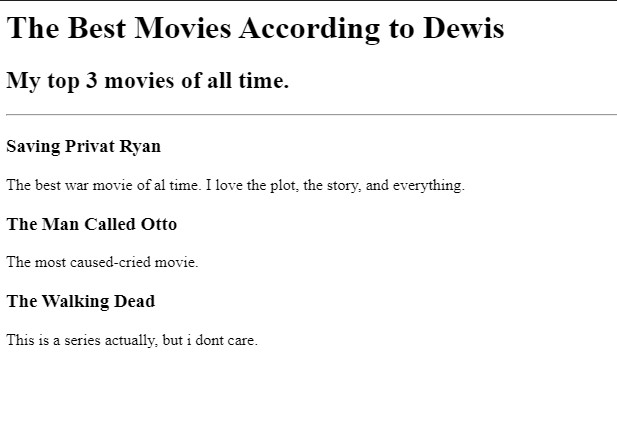 The Best Movies According to Dewis
My top 3 movies of all time.
Saving Privat Ryan
The best war movie of al time. I love the plot, the story, and everything.
The Man Called Otto
The most caused-cried movie.
The Walking Dead
This is a series actually, but i dont care.